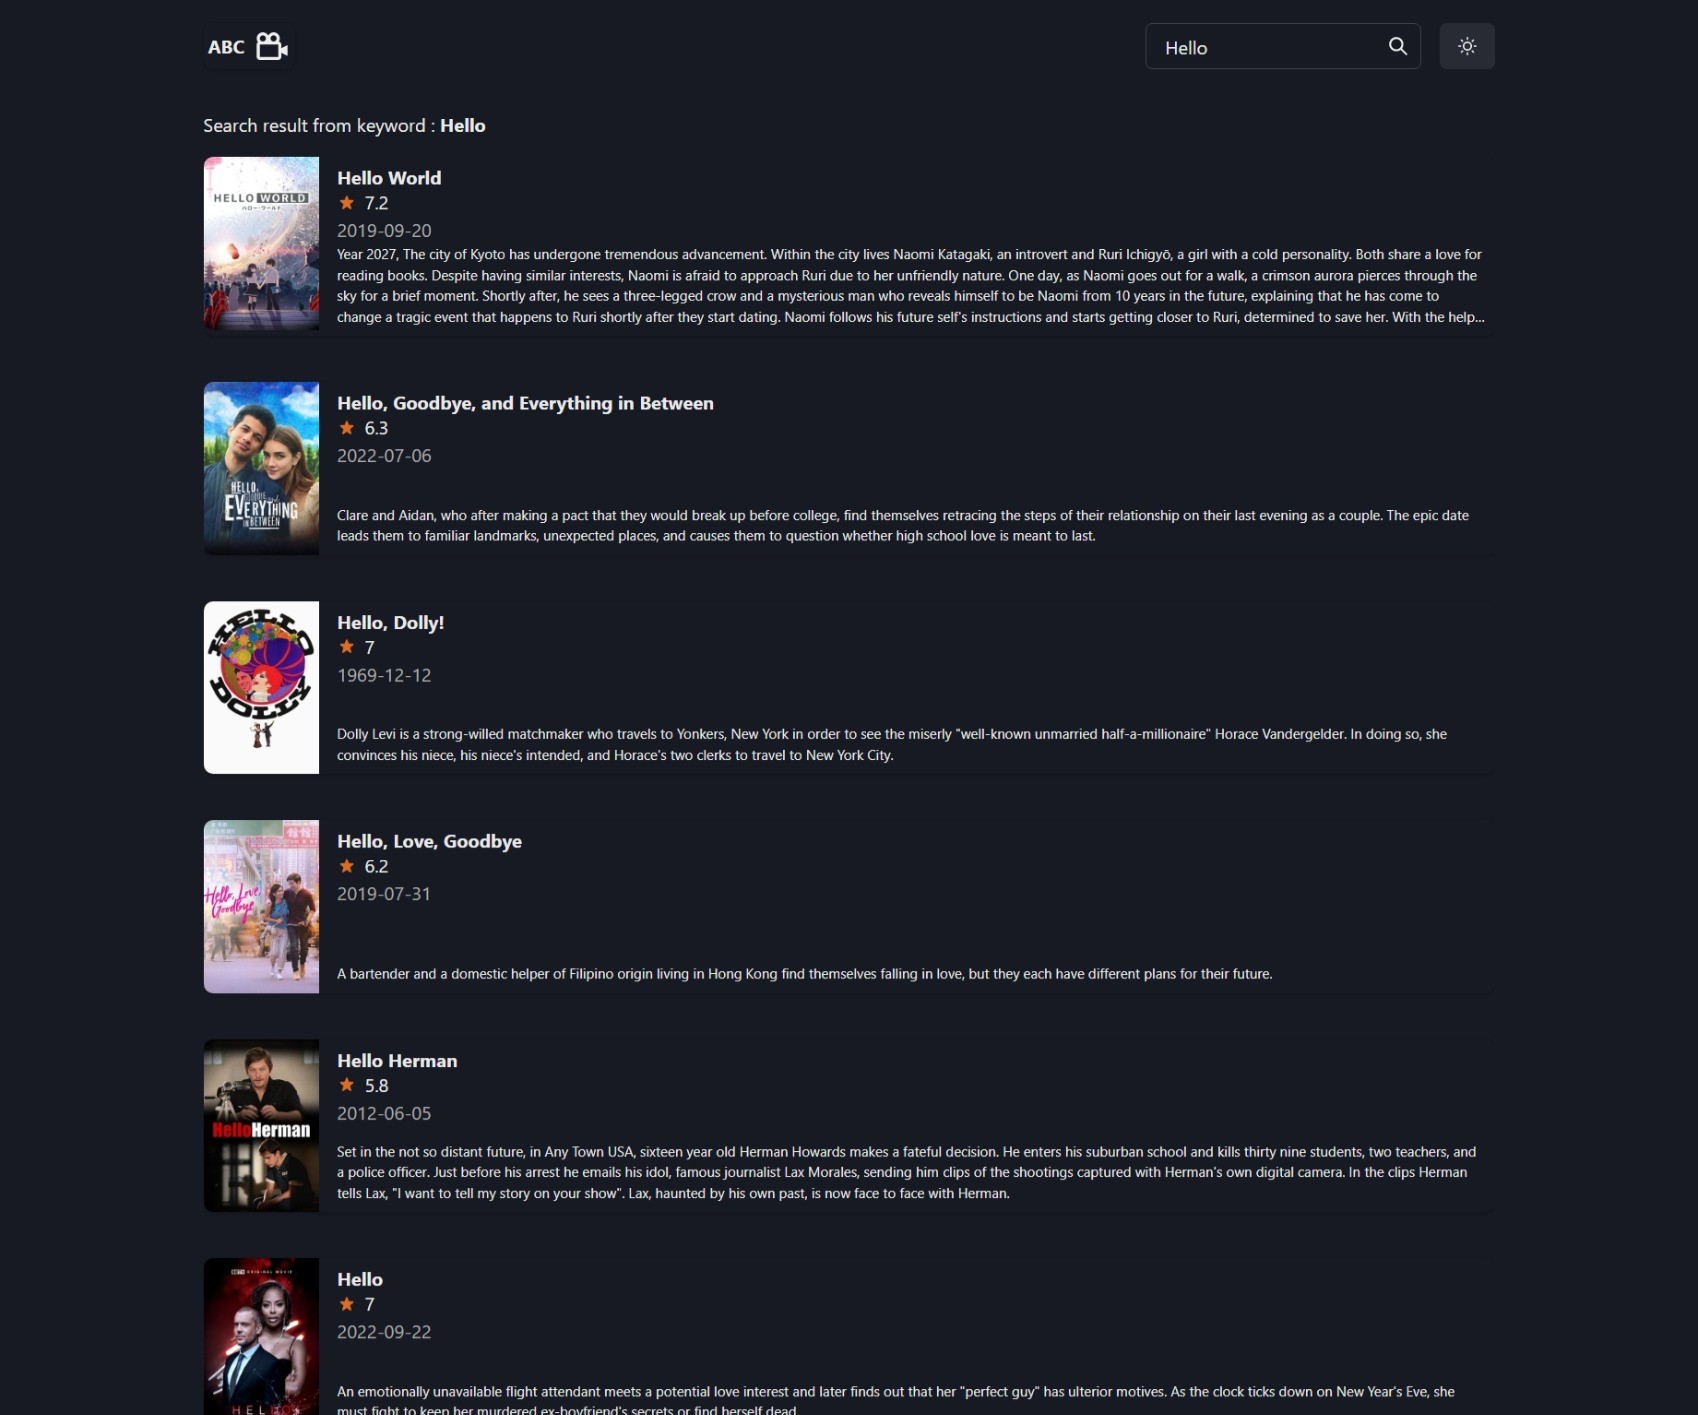 ABC
Hello
Search result from keyword : Hello
HELLO WORLD
Hello World
7.2
2019-09-20
Year 2027, The city of Kyoto has undergone tremendous advancement. Within the city lives Naomi Katagaki, an introvert and Ruri Ichigyō, a girl with a cold personality. Both share a love for
reading books. Despite having similar interests, Naomi is afraid to approach Ruri due to her unfriendly nature. One day, as Naomi goes out for a walk, a crimson aurora pierces through the
sky for a brief moment. Shortly after, he sees a three-legged crow and a mysterious man who reveals himself to be Naomi from 10 years in the future, explaining that he has come to
change a tragic event that happens to Ruri shortly after they start dating. Naomi follows his future self's instructions and starts getting closer to Ruri, determined to save her. With the help...
HELLO,
EVERYTHING
IN BETWEEN
Hello, Goodbye, and Everything in Between
6.3
2022-07-06
Clare and Aidan, who after making a pact that they would break up before college, find themselves retracing the steps of their relationship on their last evening as a couple. The epic date
leads them to familiar landmarks, unexpected places, and causes them to question whether high school love is meant to last.
HELLO
DOLLY
Hello, Dolly!
7
1969-12-12
Dolly Levi is a strong-willed matchmaker who travels to Yonkers, New York in order to see the miserly "well-known unmarried half-a-millionaire" Horace Vandergelder. In doing so, she
convinces his niece, his niece's intended, and Horace's two clerks to travel to New York City.
Hello, Love
Goodbye
Hello, Love, Goodbye
6.2
2019-07-31
A bartender and a domestic helper of Filipino origin living in Hong Kong find themselves falling in love, but they each have different plans for their future.
HelloHerman
Hello Herman
5.8
2012-06-05
Set in the not so distant future, in Any Town USA, sixteen year old Herman Howards makes a fateful decision. He enters his suburban school and kills thirty nine students, two teachers, and
a police officer. Just before his arrest he emails his idol, famous journalist Lax Morales, sending him clips of the shootings captured with Herman's own digital camera. In the clips Herman
tells Lax, "I want to tell my story on your show". Lax, haunted by his own past, is now face to face with Herman.
ORIGINAL MOVIE
Hello
7
2022-09-22
An emotionally unavailable flight attendant meets a potential love interest and later finds out that her "perfect guy" has ulterior motives. As the clock ticks down on New Year's Eve, she
must fight to keep her murdered ex-boyfriend's secrets or find herself dead